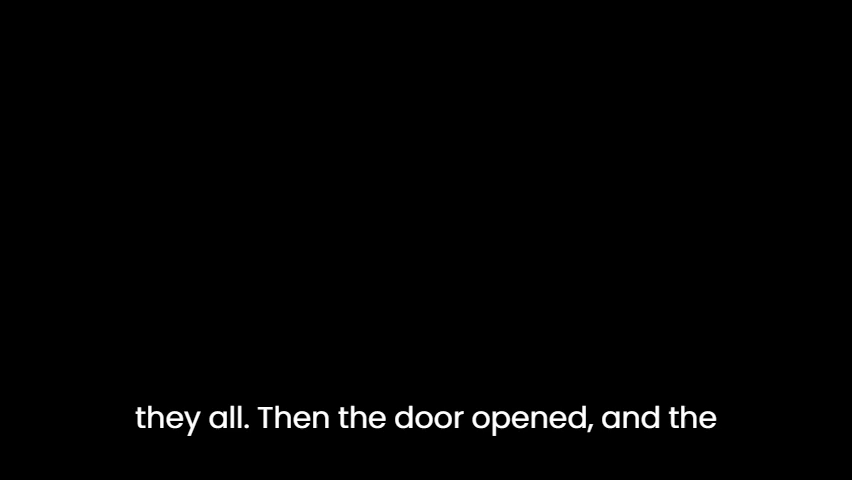 they all. Then the door opened, and the